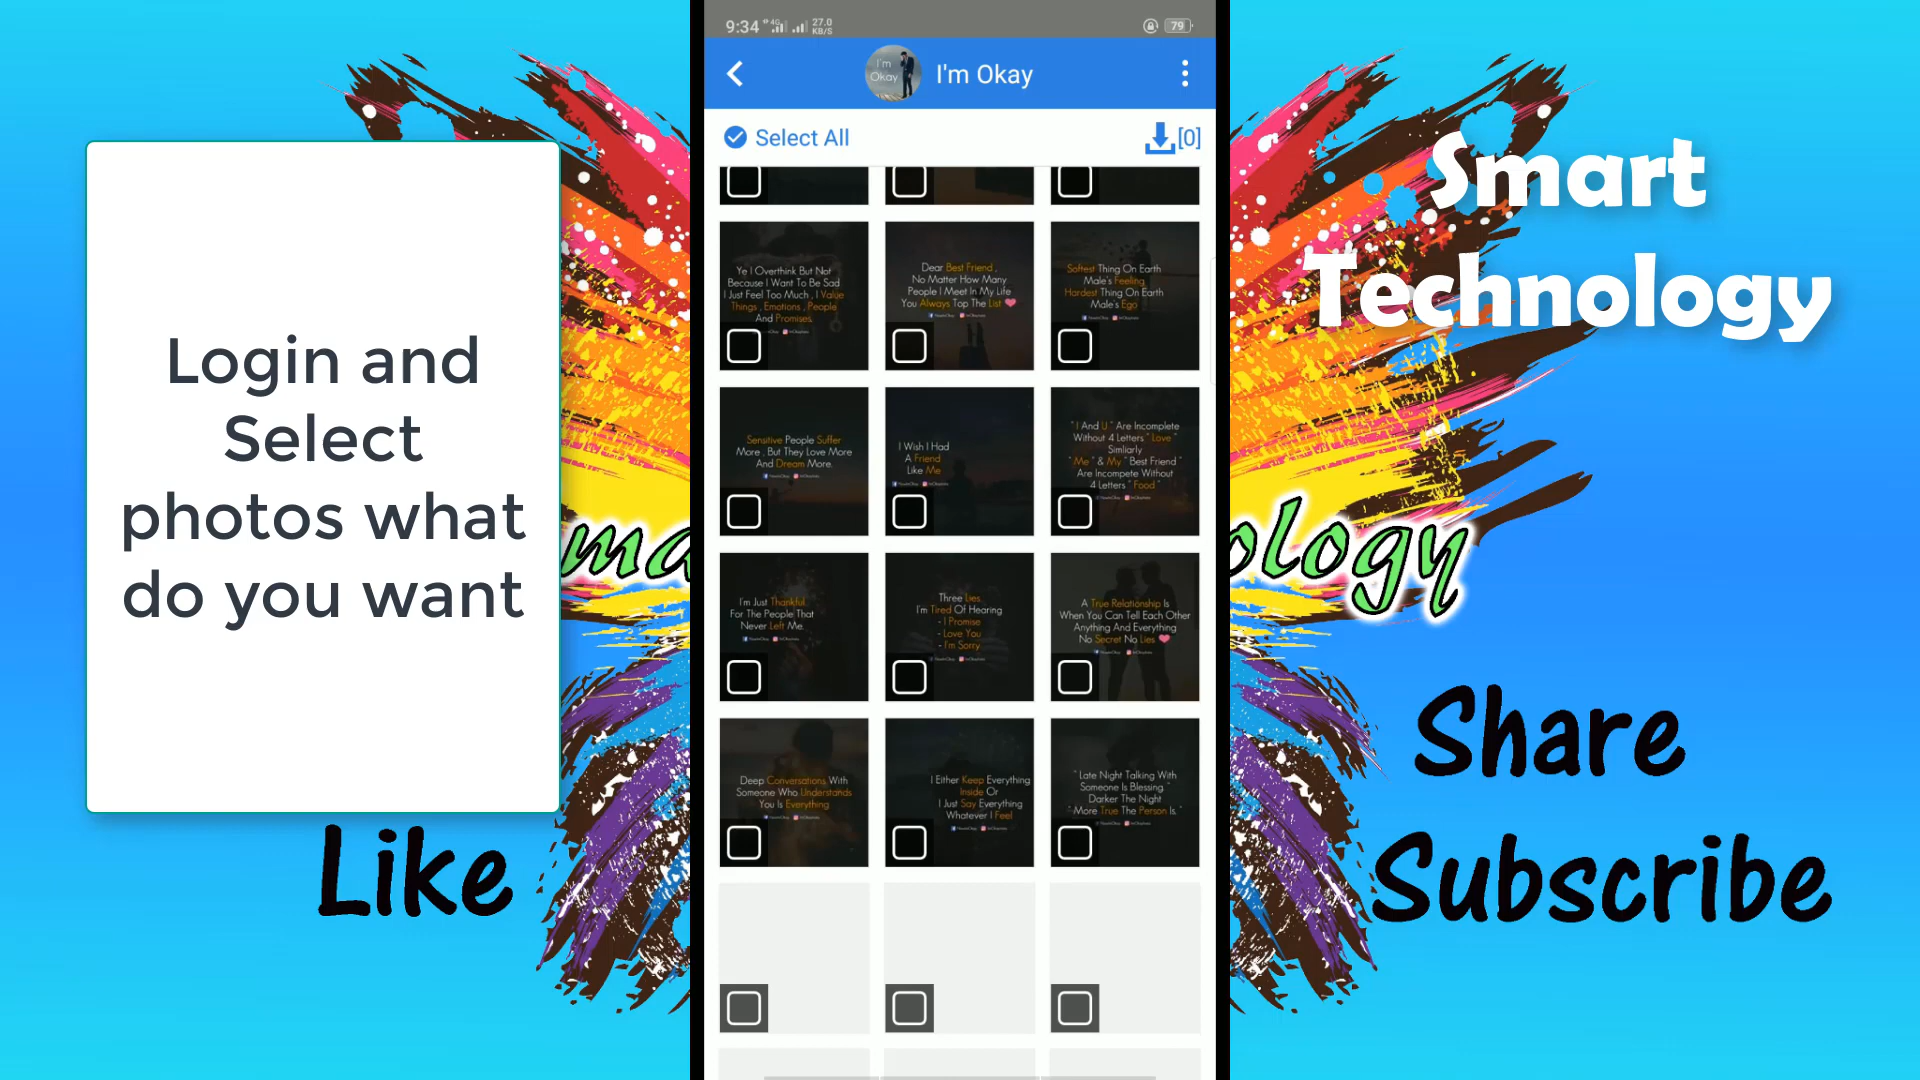 9:34
4G
27.0
KB/S
79
I'm
Okay
I'm Okay
Select All
[0]
Ye I Overthink But Not
Because I Want To Be Sad
I Just Feel Too Much , I Value
Things , Emotions , People
And Promises.
Dear Best Friend ,
No Matter How Many
People I Meet In My Life
You Always Top The List ❤
Softest Thing On Earth
Male's Feeling
Hardest Thing On Earth
Male's Ego
Sensitive People Suffer
More , But They Love More
And Dream More.
I Wish I Had
A Friend
Like Me
" I And U " Are Incomplete
Without 4 Letters " Love "
Simliarly
" Me " & My " Best Friend "
Are Incompete Without
4 Letters " Food "
I'm Just Thankful
For The People That
Never Left Me.
Three Lies
I'm Tired Of Hearing
- I Promise
- Love You
- I'm Sorry
A True Relationship Is
When You Can Tell Each Other
Anything And Everything
No Secret No Lies ❤
Deep Conversations With
Someone Who Understands
You Is Everything
I Either Keep Everything
Inside Or
I Just Say Everything
Whatever I Feel
" Late Night Talking With
Someone Is Blessing "
Darker The Night
" More True The Person Is. "
Login and
Select
photos what
do you want
Smart
Technology
ology
Like
Share
Subscribe